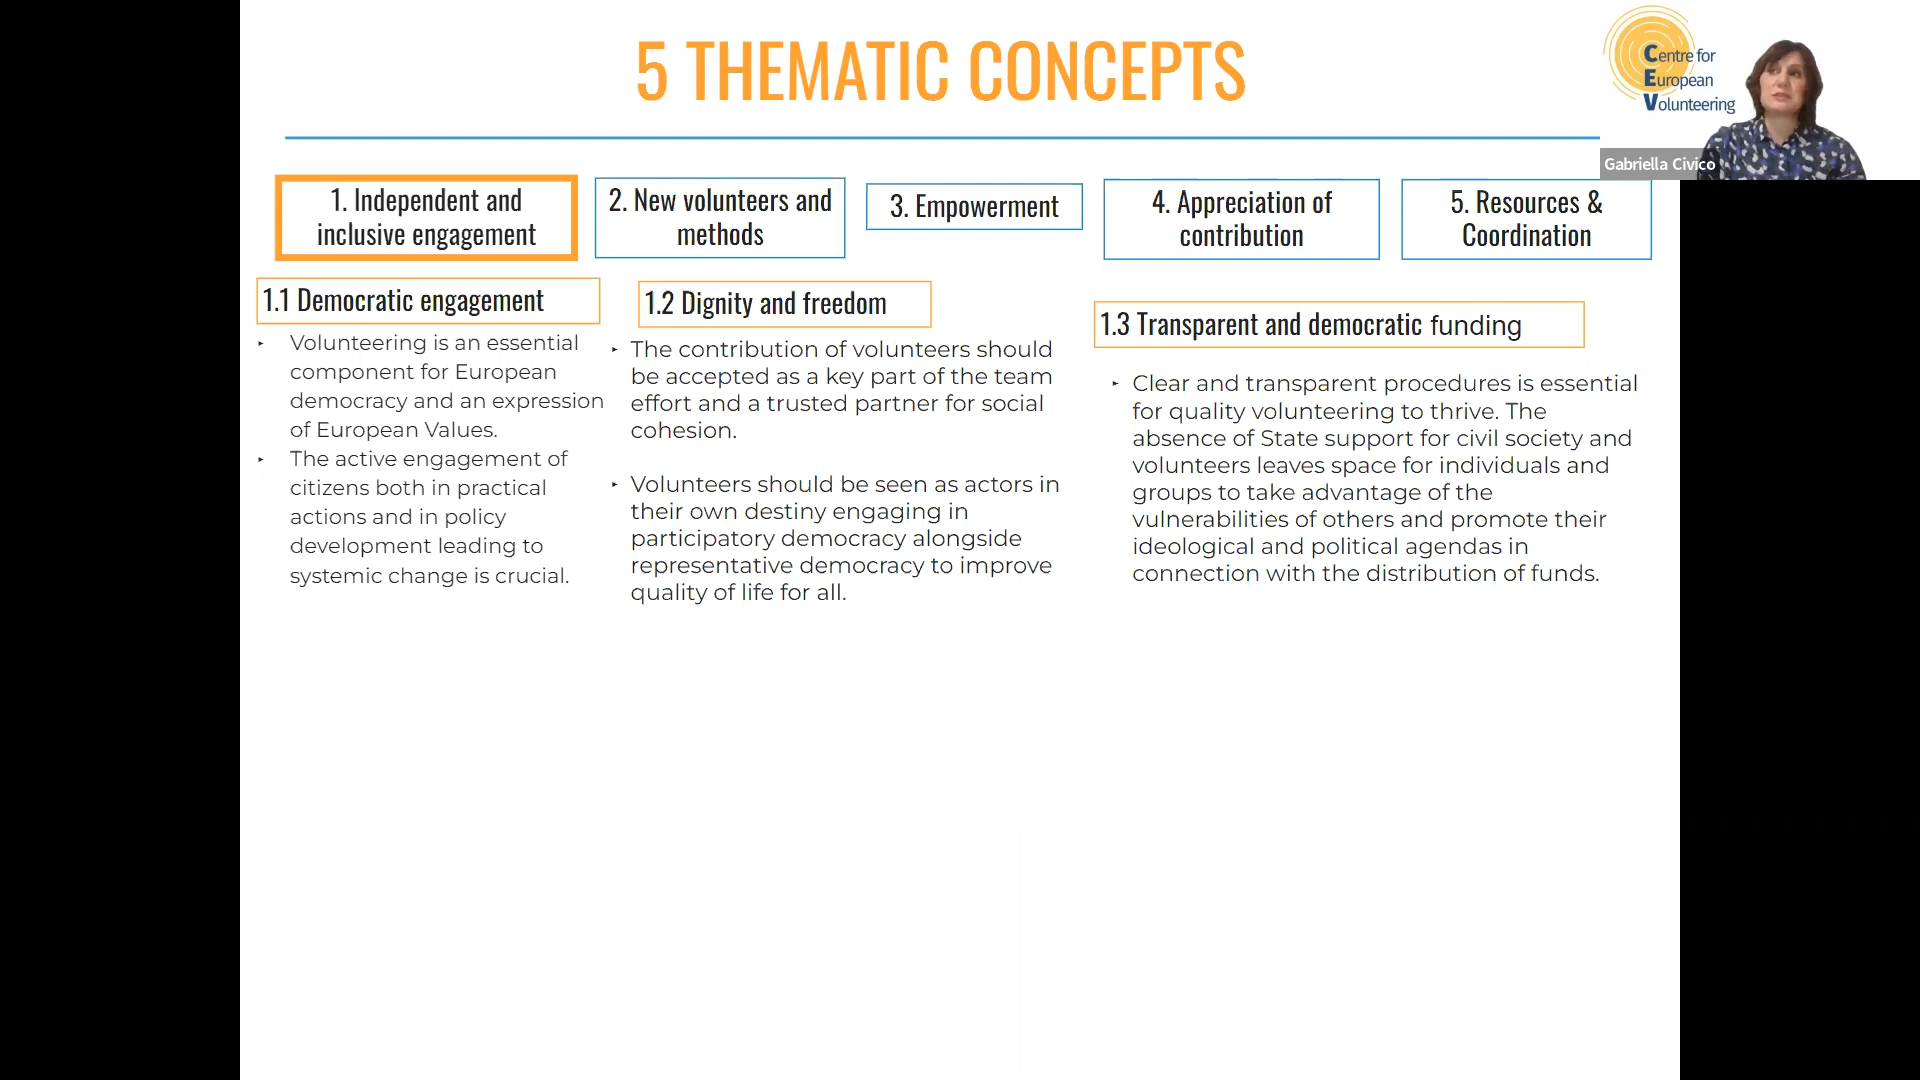 5 THEMATIC CONCEPTS
Centre for
European
Volunteering
Gabriella Civico
1. Independent and
inclusive engagement
2. New volunteers and
methods
3. Empowerment
4. Appreciation of
contribution
5. Resources &
Coordination
1.1 Democratic engagement
‣ Volunteering is an essential
component for European
democracy and an expression
of European Values.
‣ The active engagement of
citizens both in practical
actions and in policy
development leading to
systemic change is crucial.
1.2 Dignity and freedom
‣ The contribution of volunteers should
be accepted as a key part of the team
effort and a trusted partner for social
cohesion.
‣ Volunteers should be seen as actors in
their own destiny engaging in
participatory democracy alongside
representative democracy to improve
quality of life for all.
1.3 Transparent and democratic funding
‣ Clear and transparent procedures is essential
for quality volunteering to thrive. The
absence of State support for civil society and
volunteers leaves space for individuals and
groups to take advantage of the
vulnerabilities of others and promote their
ideological and political agendas in
connection with the distribution of funds.